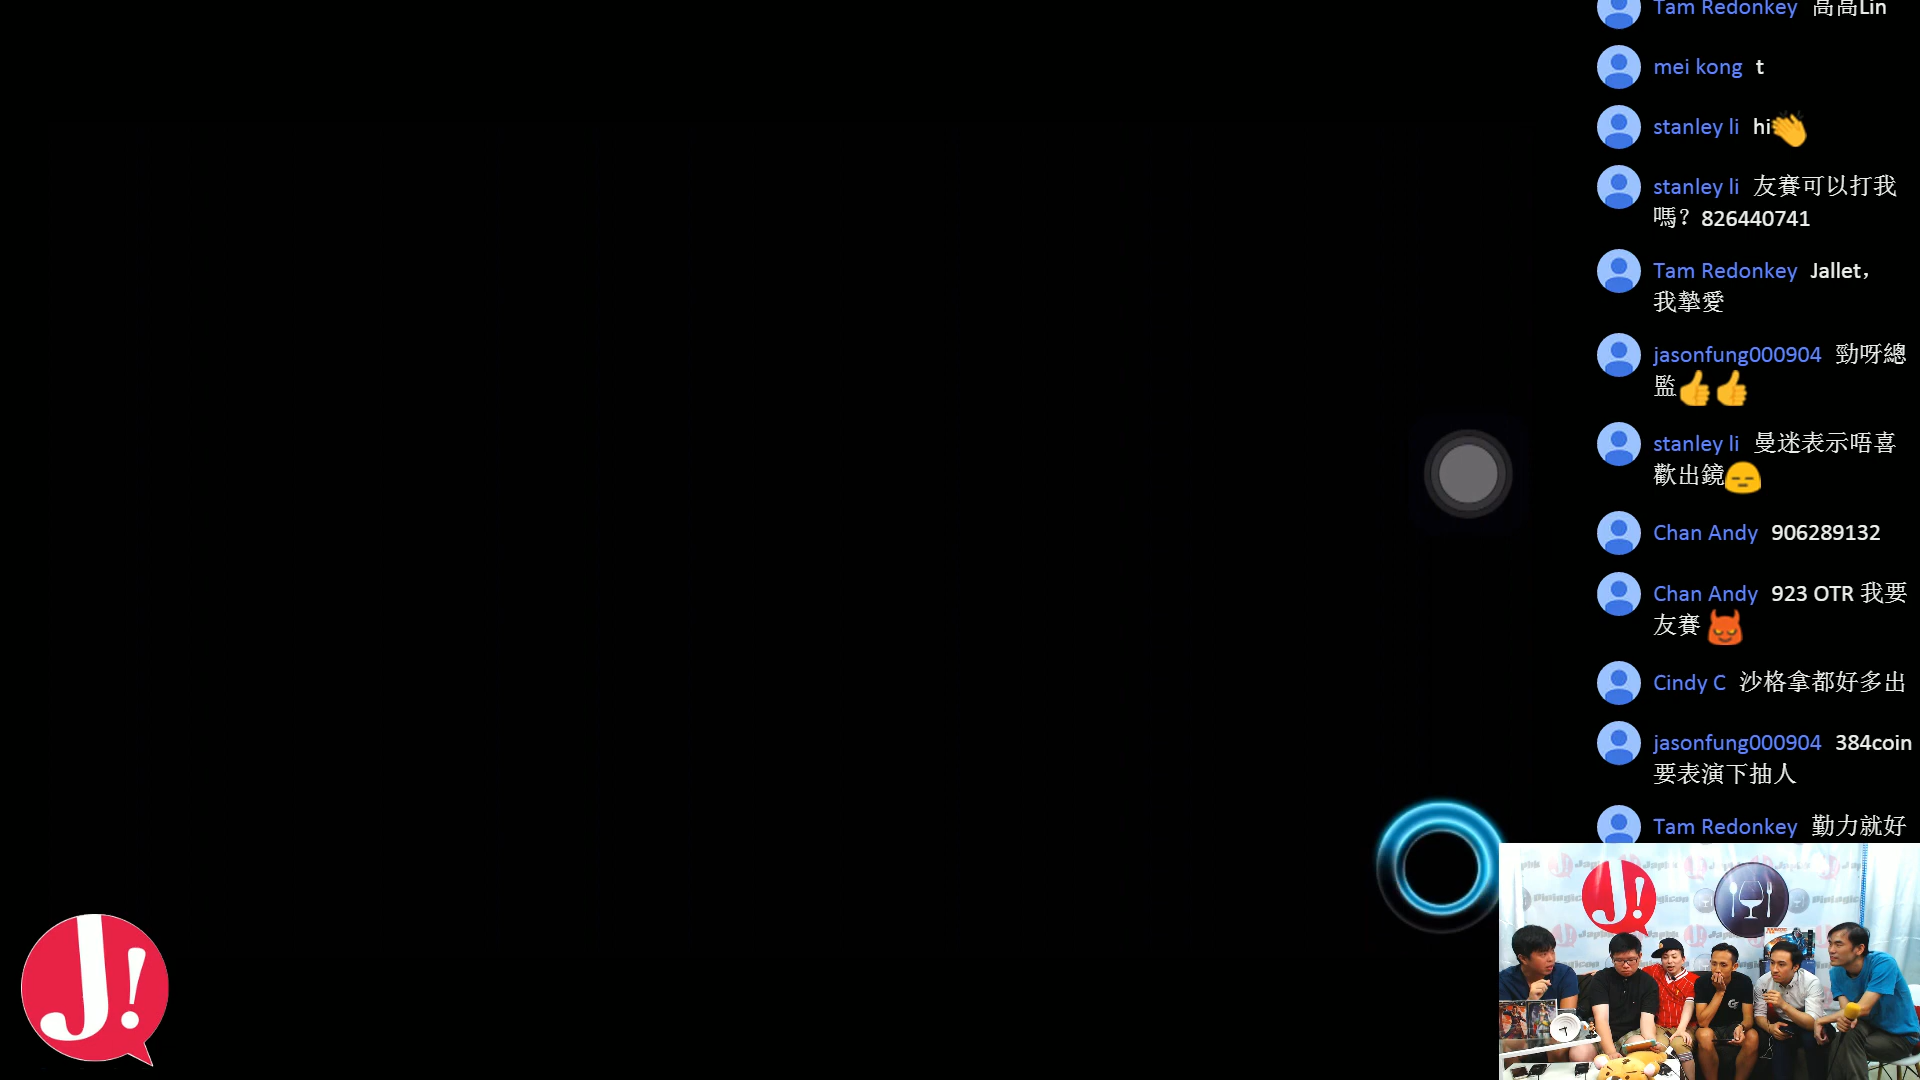 Tam Redonkey 高高Lin
mei kong t
stanley li hi👏
stanley li 友賽可以打我
嗎? 826440741
Tam Redonkey Jallet，
我摯愛
jasonfung000904 勁呀總
監👍👍
stanley li 曼迷表示唔喜
歡出鏡😑
Chan Andy 906289132
Chan Andy 923 OTR 我要
友賽 👹
Cindy C 沙格拿都好多出
jasonfung000904 384coin
要表演下抽人
Tam Redonkey 勤力就好
J!
J!